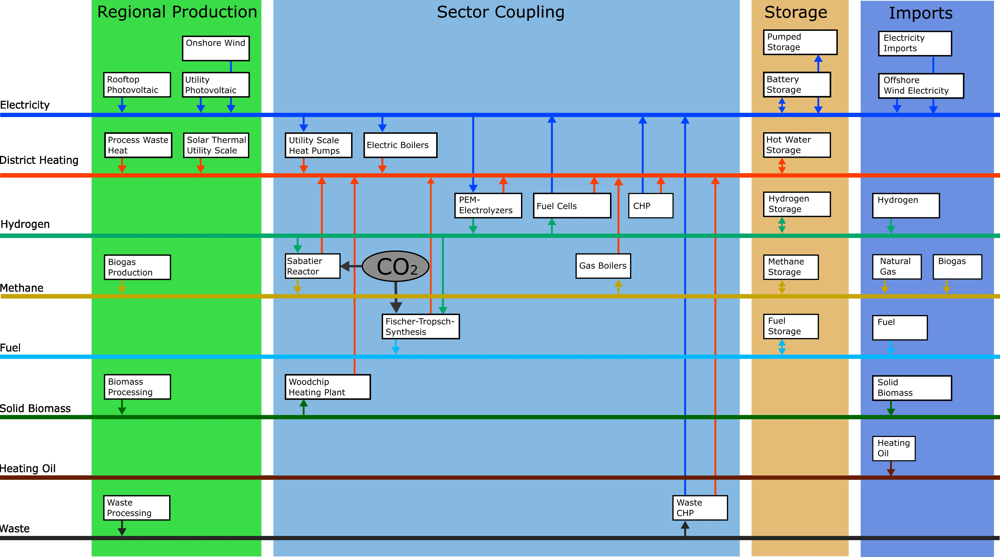 Regional Production
Sector Coupling
Storage
Imports
Onshore Wind
Pumped
Storage
Electricity
Imports
Rooftop
Photovoltaic
Utility
Photovoltaic
Battery
Storage
Offshore
Wind Electricity
Electricity
Process Waste
Heat
Solar Thermal
Utility Scale
Utility Scale
Heat Pumps
Electric Boilers
Hot Water
Storage
District Heating
PEM-
Electrolyzers
Fuel Cells
CHP
Hydrogen
Storage
Hydrogen
Hydrogen
Biogas
Production
Sabatier
Reactor
CO2
Gas Boilers
Methane
Storage
Natural
Gas
Biogas
Methane
Fischer-Tropsch-
Synthesis
Fuel
Storage
Fuel
Fuel
Biomass
Processing
Woodchip
Heating Plant
Solid
Biomass
Solid Biomass
Heating
Oil
Heating Oil
Waste
Processing
Waste
CHP
Waste